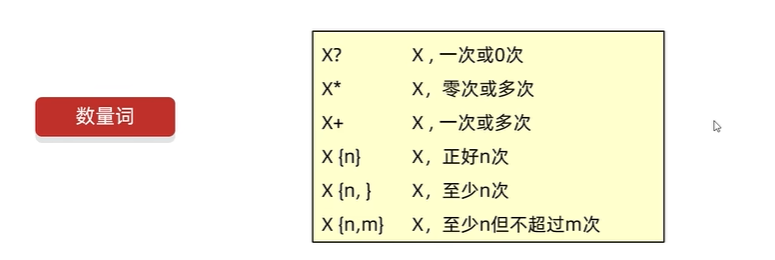 数量词
X? X , 一次或0次
X* X，零次或多次
X+ X , 一次或多次
X {n} X，正好n次
X {n, } X，至少n次
X {n,m} X，至少n但不超过m次